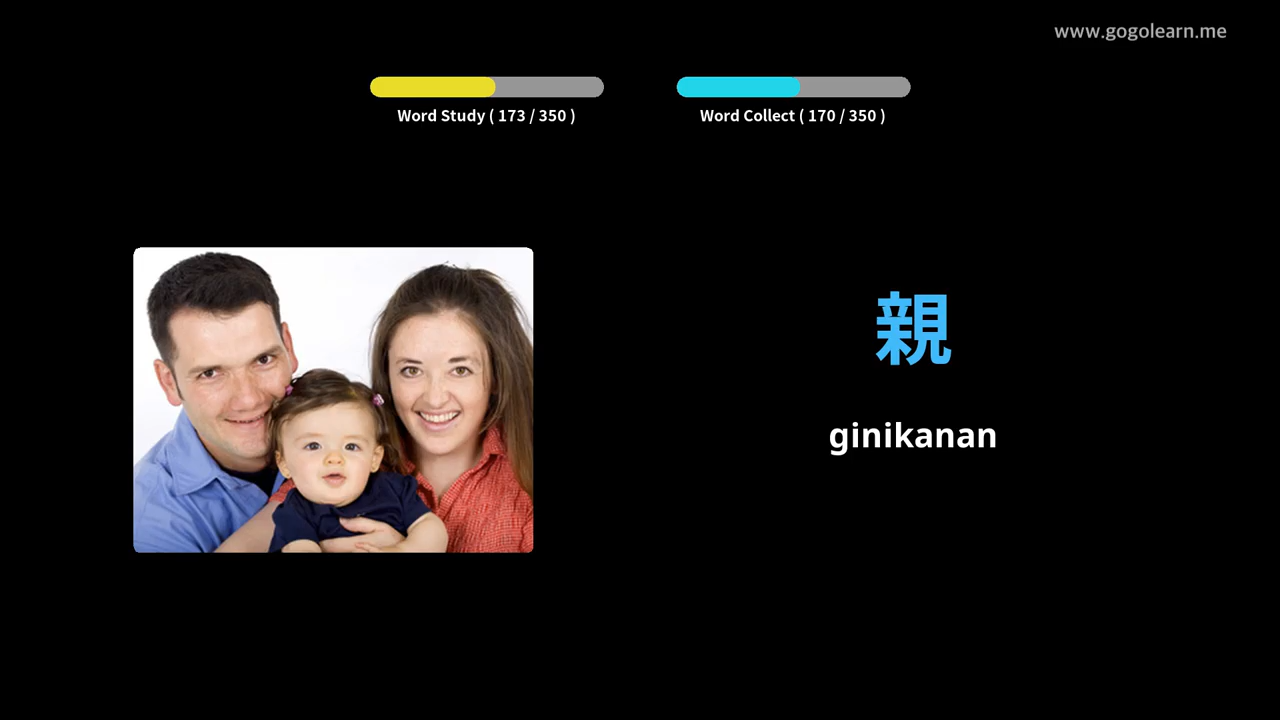 www.gogolearn.me
Word Study ( 173 / 350 )
Word Collect ( 170 / 350 )
親
ginikanan